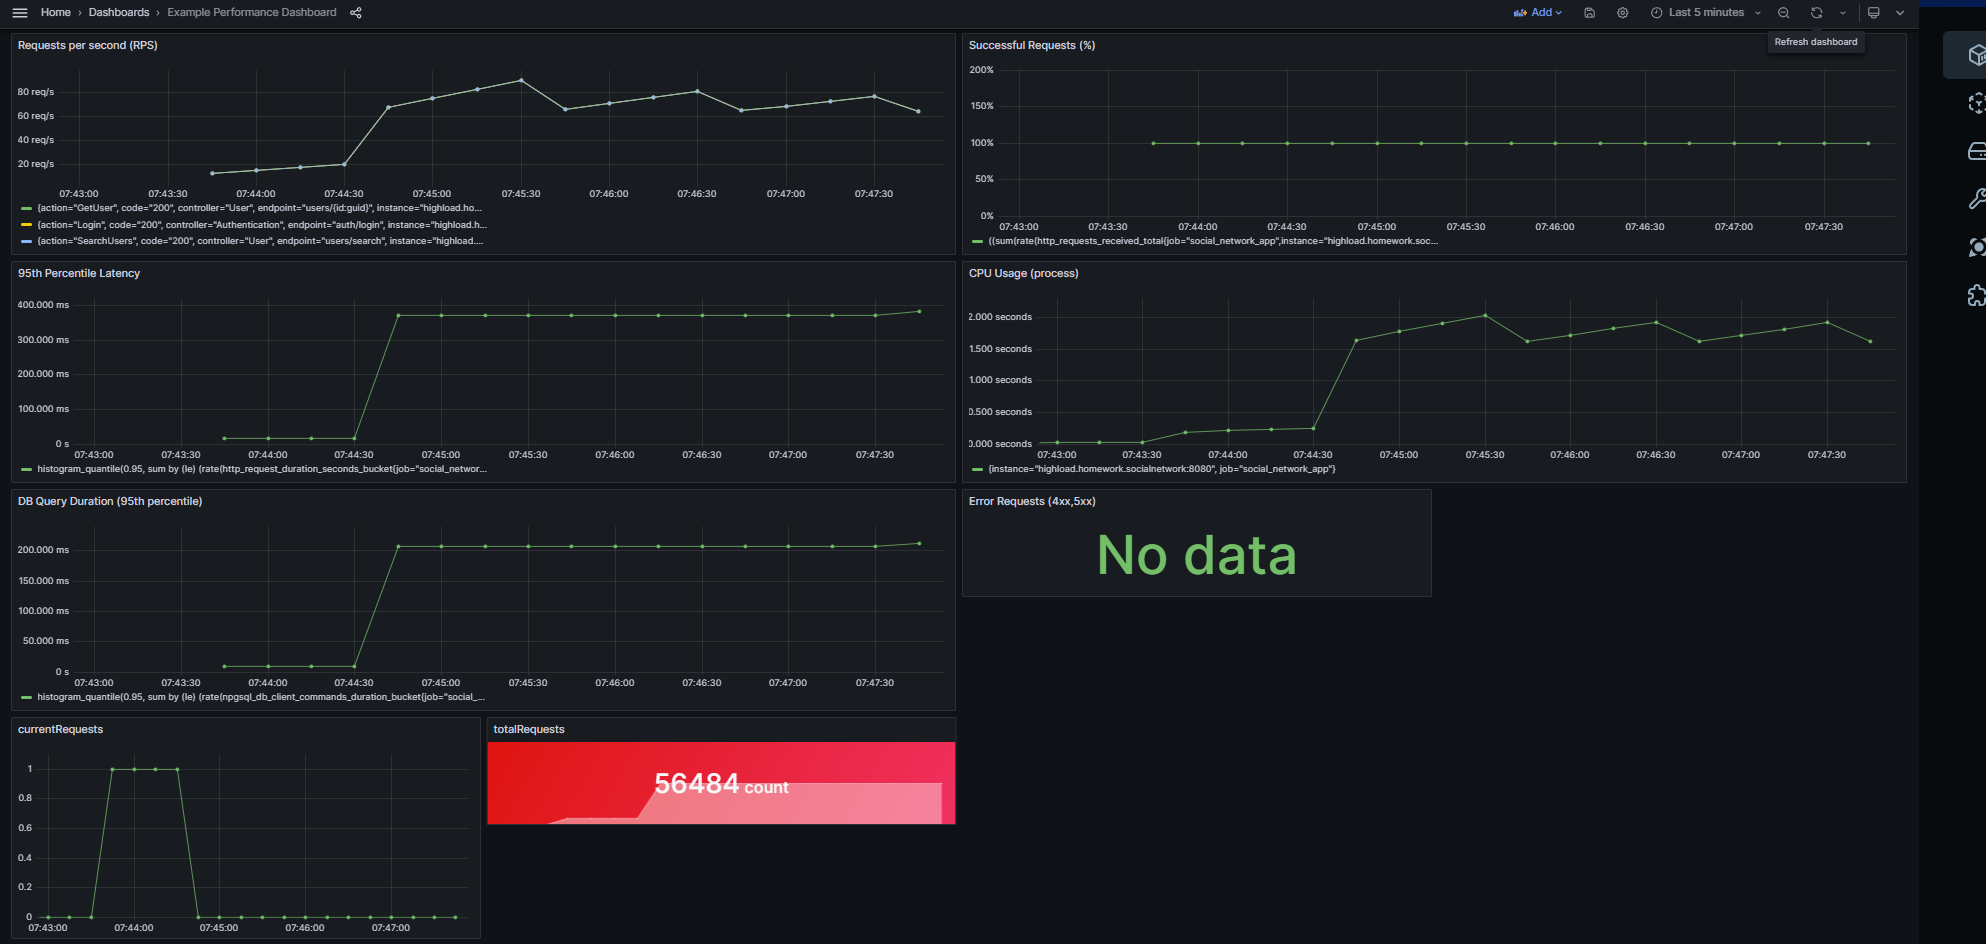 Home › Dashboards › Example Performance Dashboard
Add
Last 5 minutes
Refresh dashboard
Requests per second (RPS)
80 req/s
60 req/s
40 req/s
20 req/s
07:43:00 07:43:30 07:44:00 07:44:30 07:45:00 07:45:30 07:46:00 07:46:30 07:47:00 07:47:30
{action="GetUser", code="200", controller="User", endpoint="users/{id:guid}", instance="highload.ho...
{action="Login", code="200", controller="Authentication", endpoint="auth/login", instance="highload.h...
{action="SearchUsers", code="200", controller="User", endpoint="users/search", instance="highload....
Successful Requests (%)
200%
150%
100%
50%
0%
07:43:00 07:43:30 07:44:00 07:44:30 07:45:00 07:45:30 07:46:00 07:46:30 07:47:00 07:47:30
((sum(rate(http_requests_received_total{job="social_network_app",instance="highload.homework.soc...
95th Percentile Latency
400.000 ms
300.000 ms
200.000 ms
100.000 ms
0 s
07:43:00 07:43:30 07:44:00 07:44:30 07:45:00 07:45:30 07:46:00 07:46:30 07:47:00 07:47:30
histogram_quantile(0.95, sum by (le) (rate(http_request_duration_seconds_bucket{job="social_networ...
CPU Usage (process)
2.000 seconds
1.500 seconds
1.000 seconds
0.500 seconds
0.000 seconds
07:43:00 07:43:30 07:44:00 07:44:30 07:45:00 07:45:30 07:46:00 07:46:30 07:47:00 07:47:30
{instance="highload.homework.socialnetwork:8080", job="social_network_app"}
DB Query Duration (95th percentile)
200.000 ms
150.000 ms
100.000 ms
50.000 ms
0 s
07:43:00 07:43:30 07:44:00 07:44:30 07:45:00 07:45:30 07:46:00 07:46:30 07:47:00 07:47:30
histogram_quantile(0.95, sum by (le) (rate(npgsql_db_client_commands_duration_bucket{job="social_...
Error Requests (4xx,5xx)
No data
currentRequests
1
0.8
0.6
0.4
0.2
0
07:43:00 07:44:00 07:45:00 07:46:00 07:47:00
totalRequests
56484 count